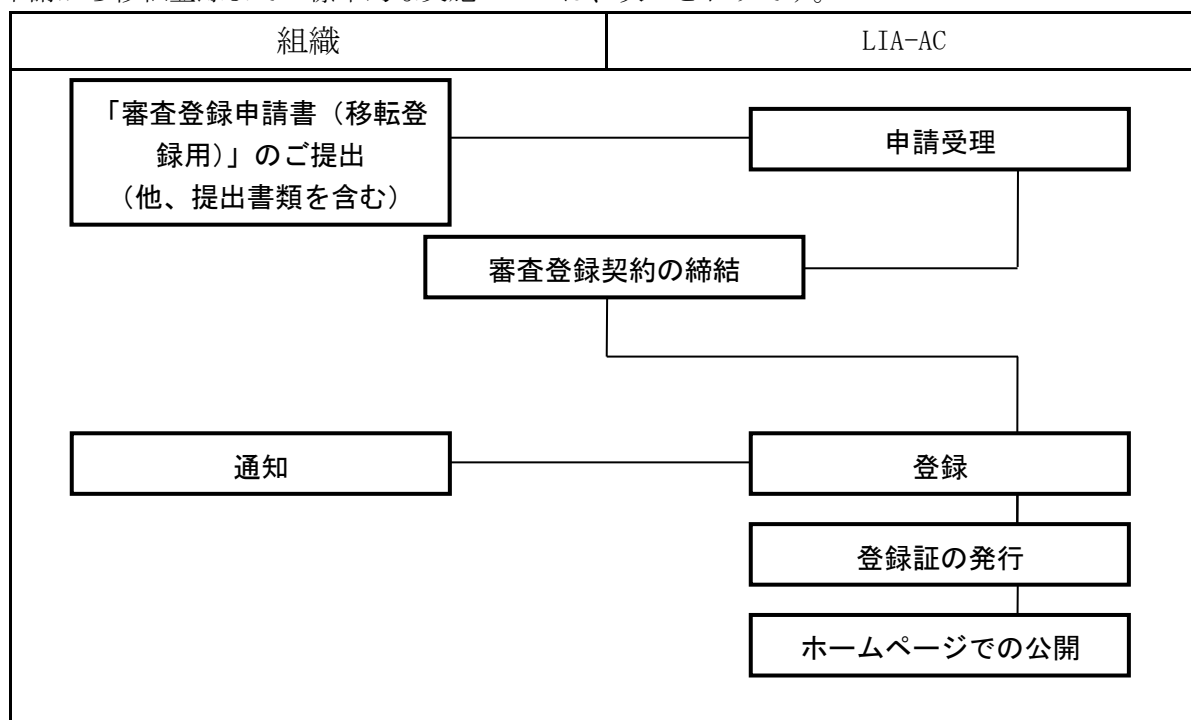 組織
LIA-AC
「審査登録申請書（移転登
録用）」のご提出
（他、提出書類を含む）
申請受理
審査登録契約の締結
通知
登録
登録証の発行
ホームページでの公開